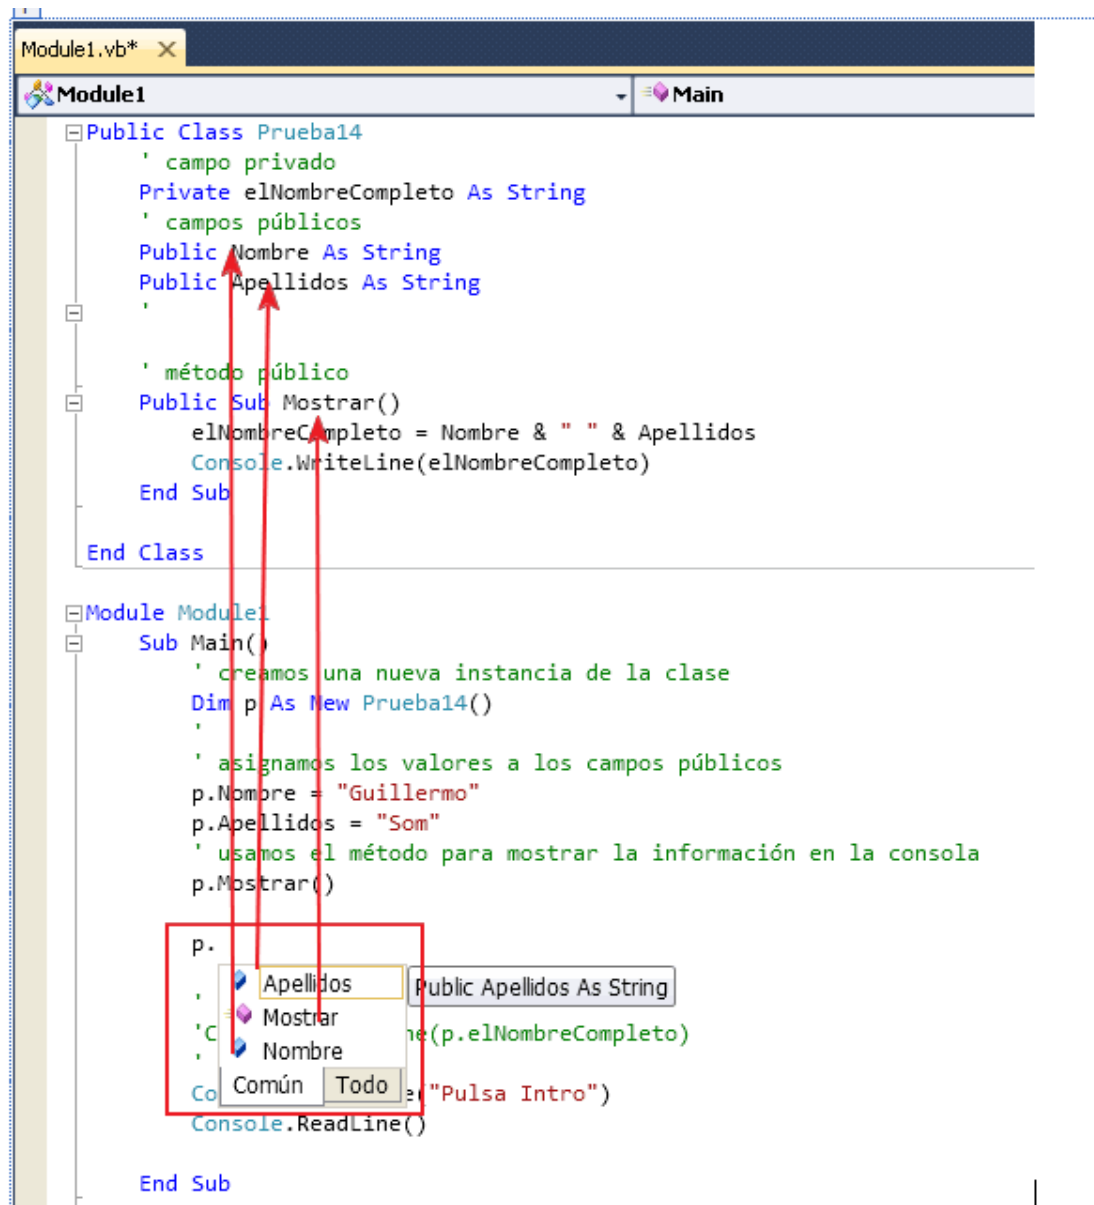 Module1.vb* ×
Module1 Main
Public Class Prueba14
' campo privado
Private elNombreCompleto As String
' campos públicos
Public Nombre As String
Public Apellidos As String
'
' método público
Public Sub Mostrar()
elNombreCompleto = Nombre & " " & Apellidos
Console.WriteLine(elNombreCompleto)
End Sub
End Class
Module Module1
Sub Main()
' creamos una nueva instancia de la clase
Dim p As New Prueba14()
'
' asignamos los valores a los campos públicos
p.Nombre = "Guillermo"
p.Apellidos = "Som"
' usamos el método para mostrar la información en la consola
p.Mostrar()
p.
Apellidos Public Apellidos As String
'
Mostrar
'C ne(p.elNombreCompleto)
Nombre
'
Común Todo
Co e("Pulsa Intro")
Console.ReadLine()
End Sub